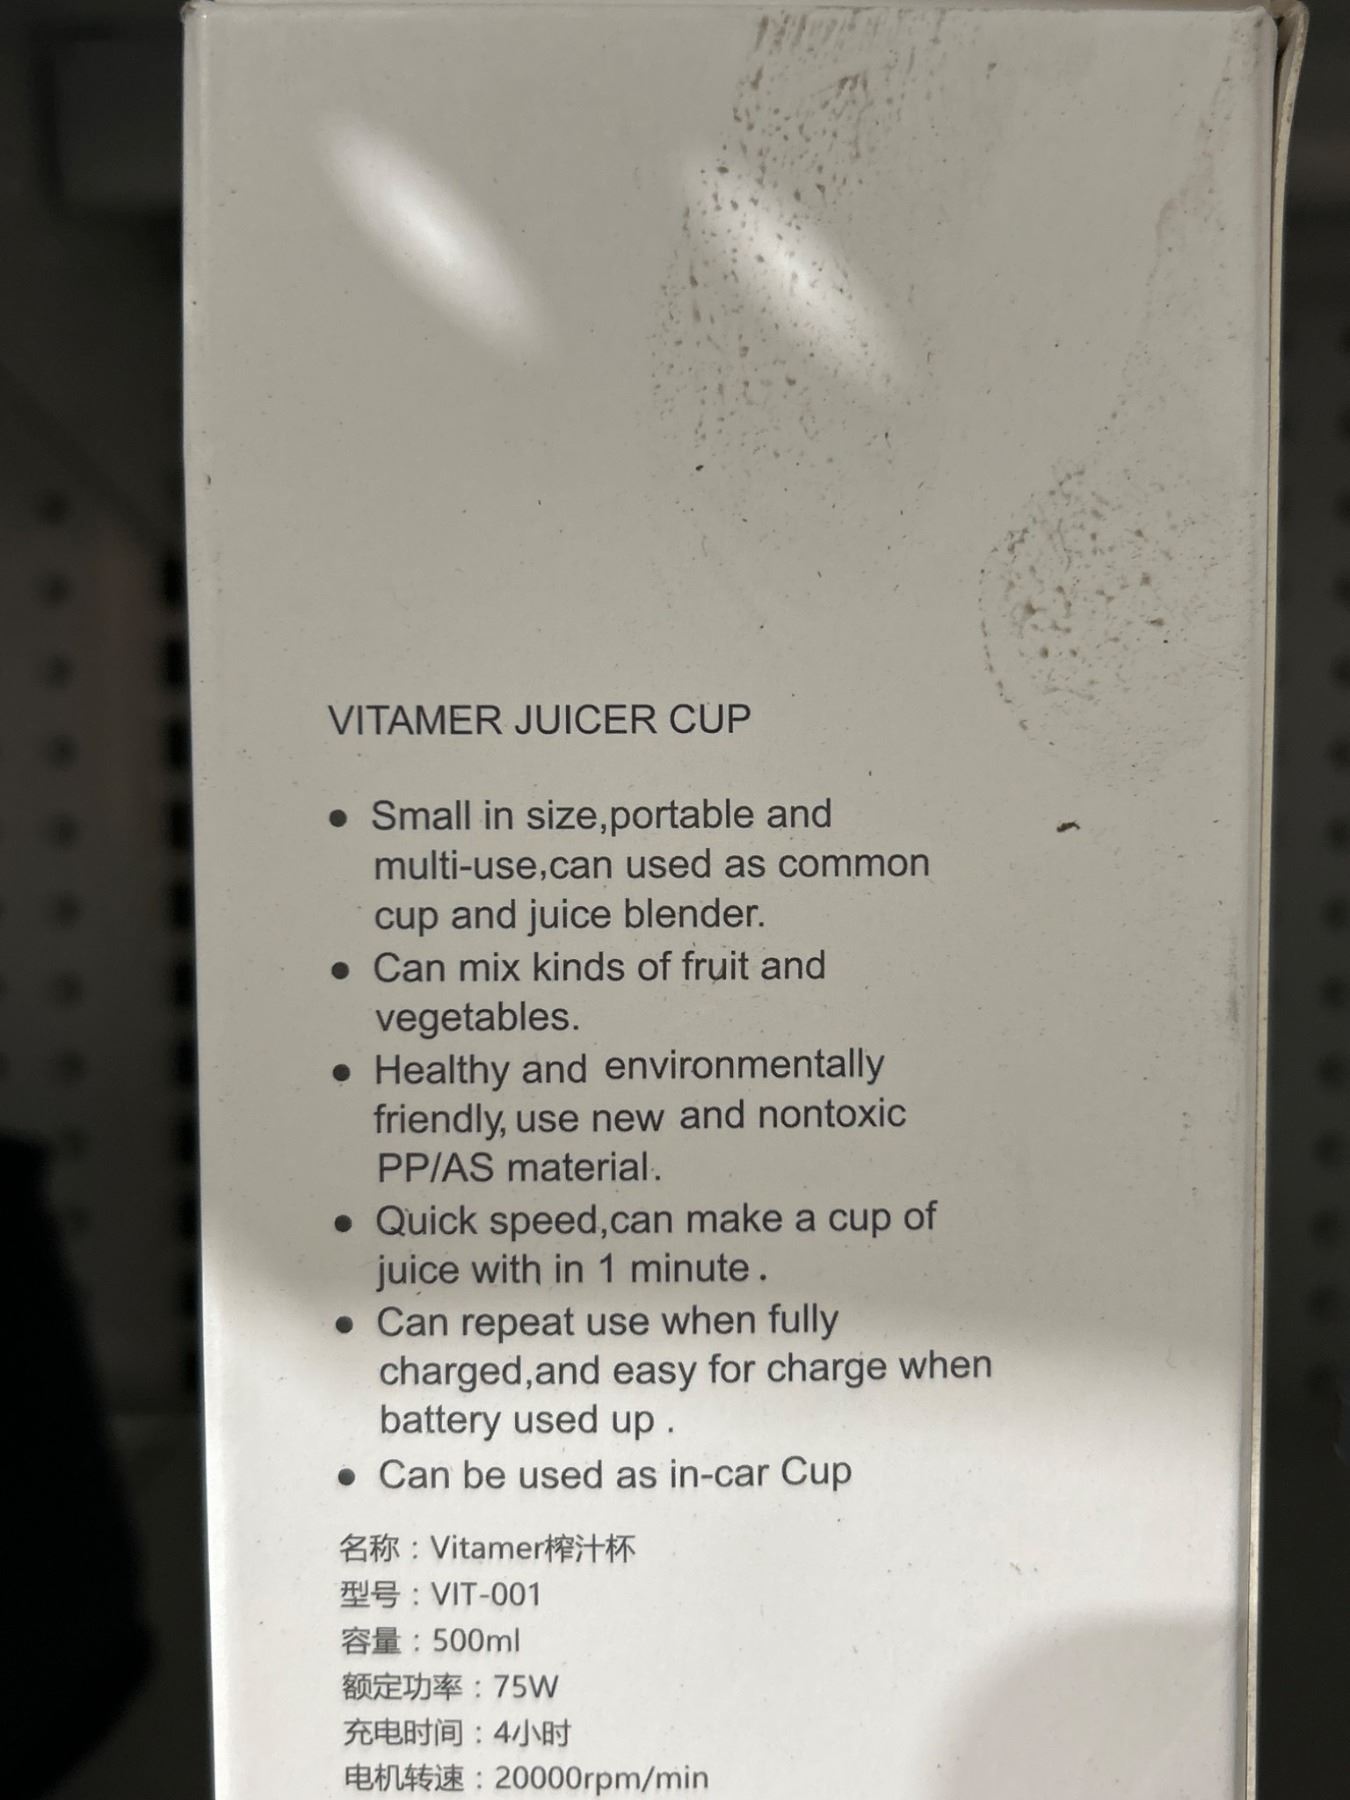 VITAMER JUICER CUP
● Small in size,portable and
multi-use,can used as common
cup and juice blender.
● Can mix kinds of fruit and
vegetables.
● Healthy and environmentally
friendly, use new and nontoxic
PP/AS material.
● Quick speed,can make a cup of
juice with in 1 minute .
● Can repeat use when fully
charged,and easy for charge when
battery used up .
● Can be used as in-car Cup
名称：Vitamer榨汁杯
型号：VIT-001
容量：500ml
额定功率：75W
充电时间：4小时
电机转速：20000rpm/min